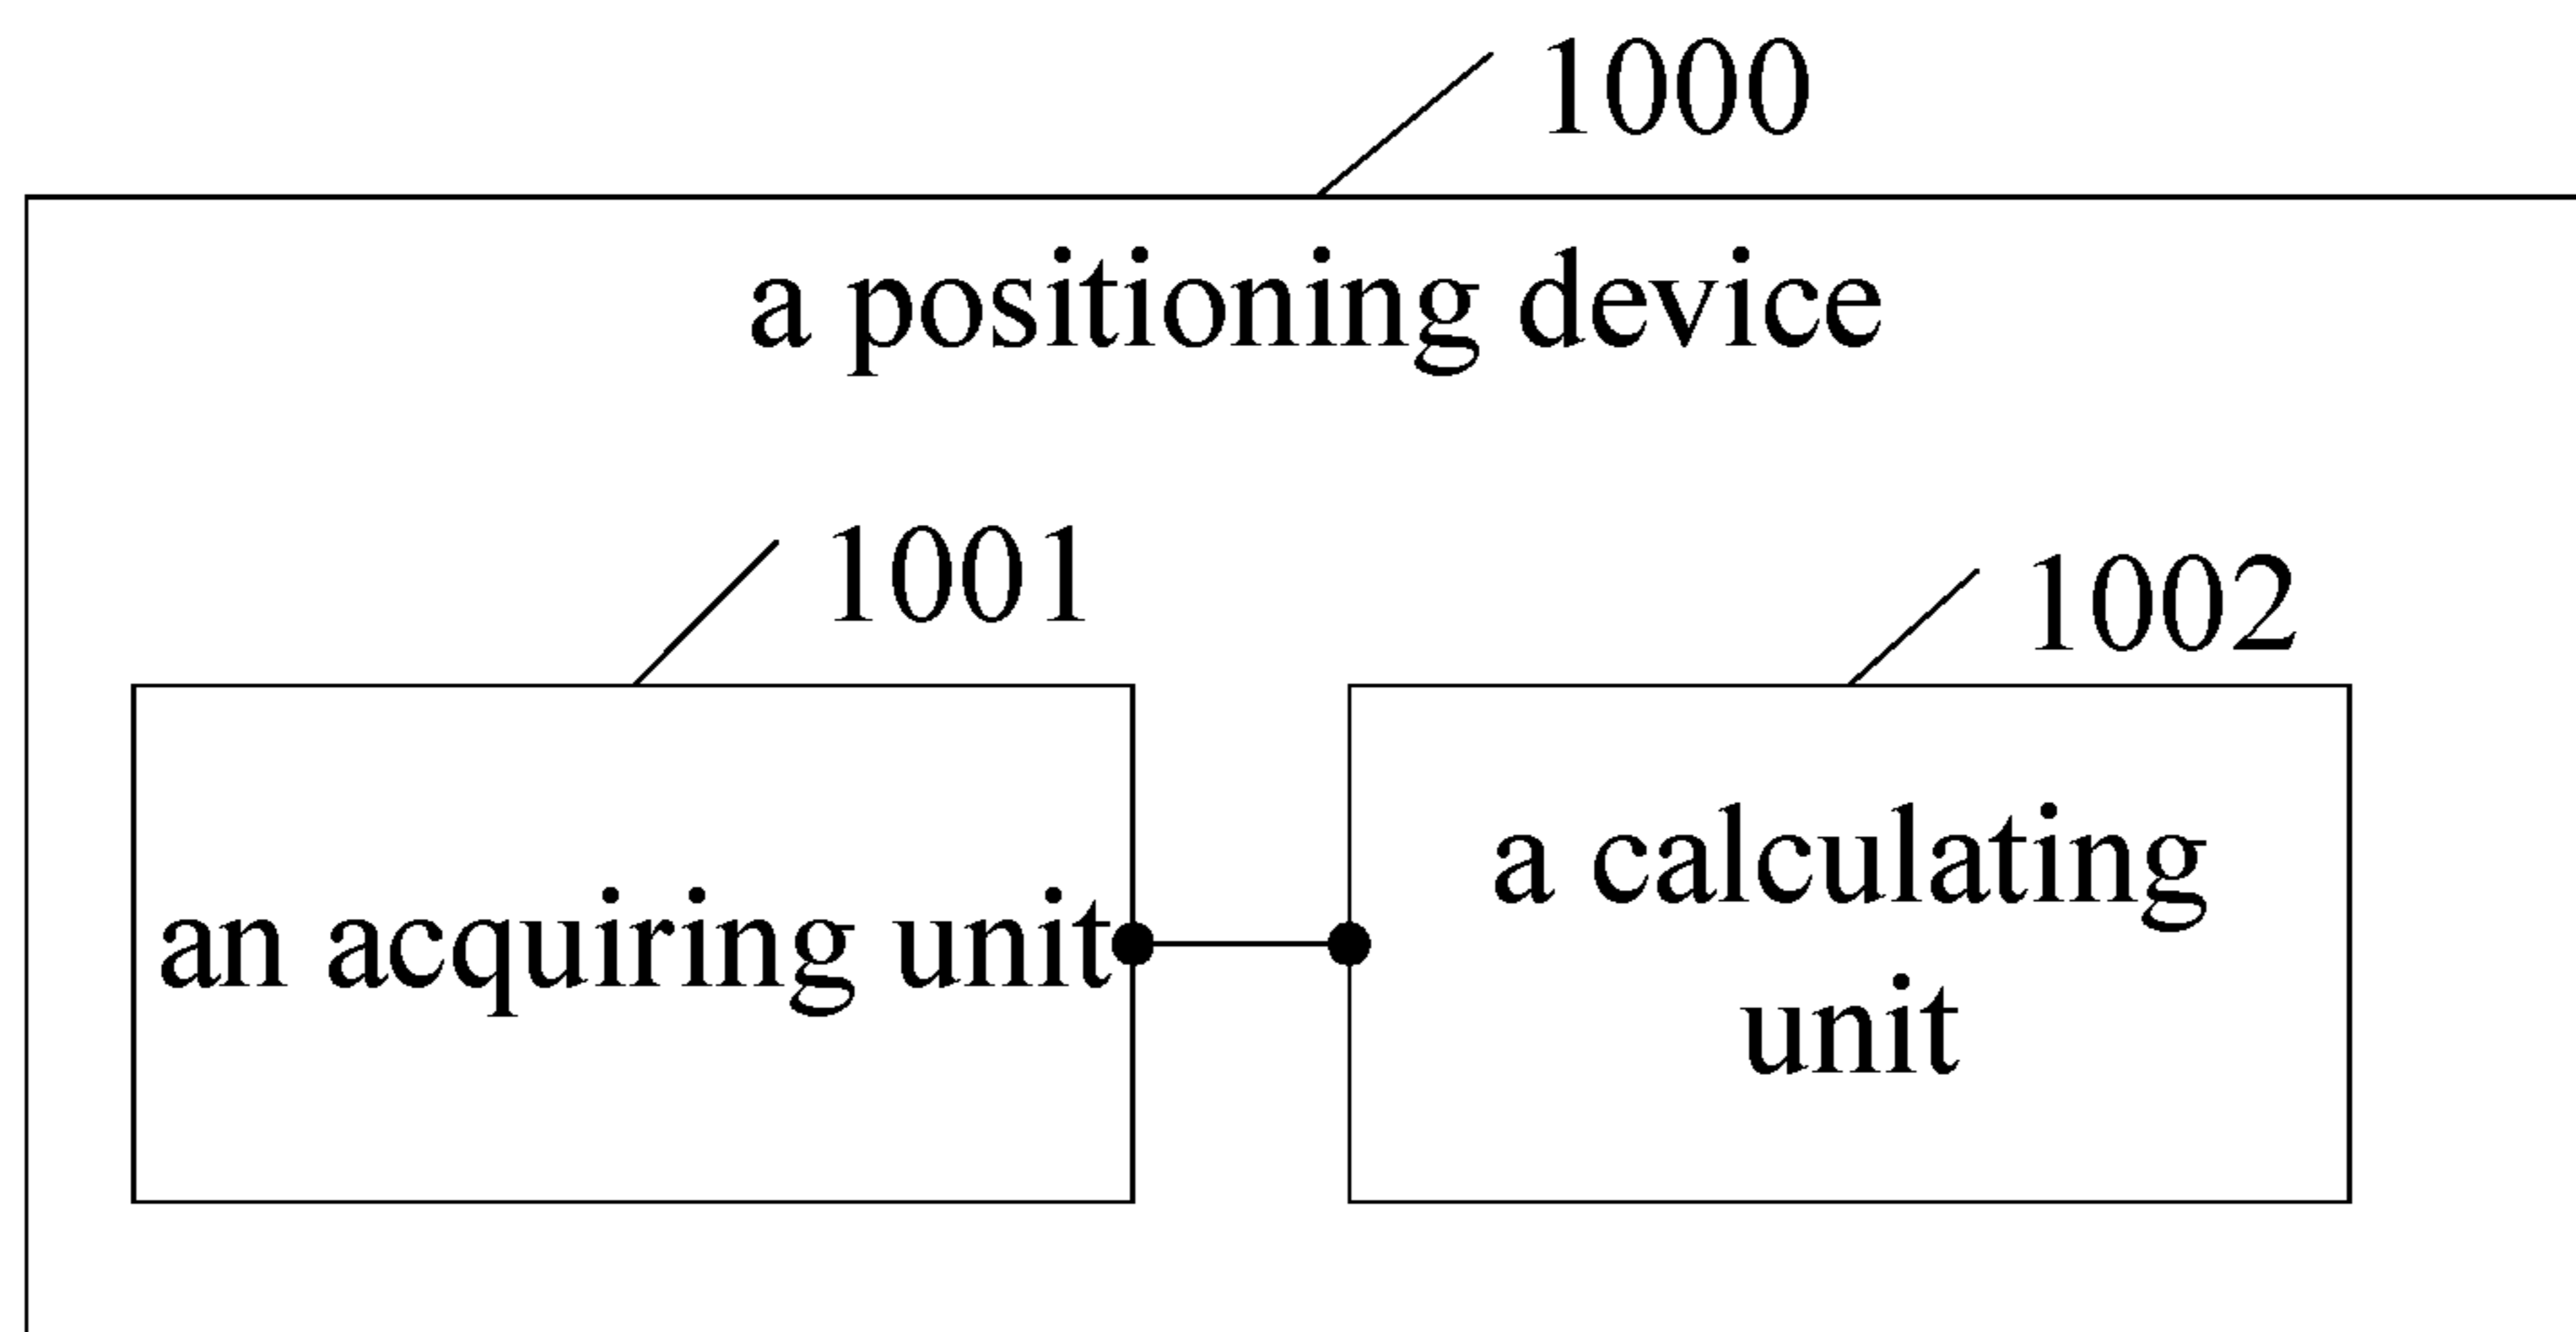 1000
a positioning device
1001
1002
an acquiring unit
a calculating
unit